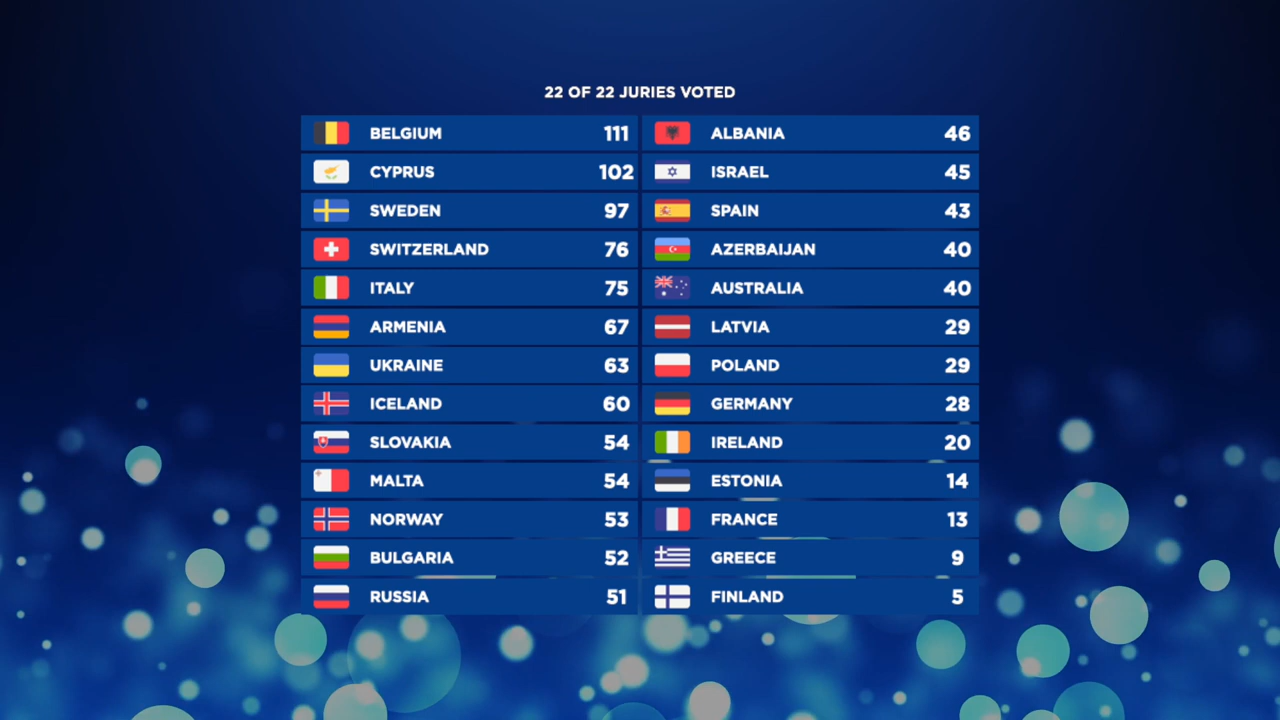 22 OF 22 JURIES VOTED
BELGIUM 111
CYPRUS 102
SWEDEN 97
SWITZERLAND 76
ITALY 75
ARMENIA 67
UKRAINE 63
ICELAND 60
SLOVAKIA 54
MALTA 54
NORWAY 53
BULGARIA 52
RUSSIA 51
ALBANIA 46
ISRAEL 45
SPAIN 43
AZERBAIJAN 40
AUSTRALIA 40
LATVIA 29
POLAND 29
GERMANY 28
IRELAND 20
ESTONIA 14
FRANCE 13
GREECE 9
FINLAND 5